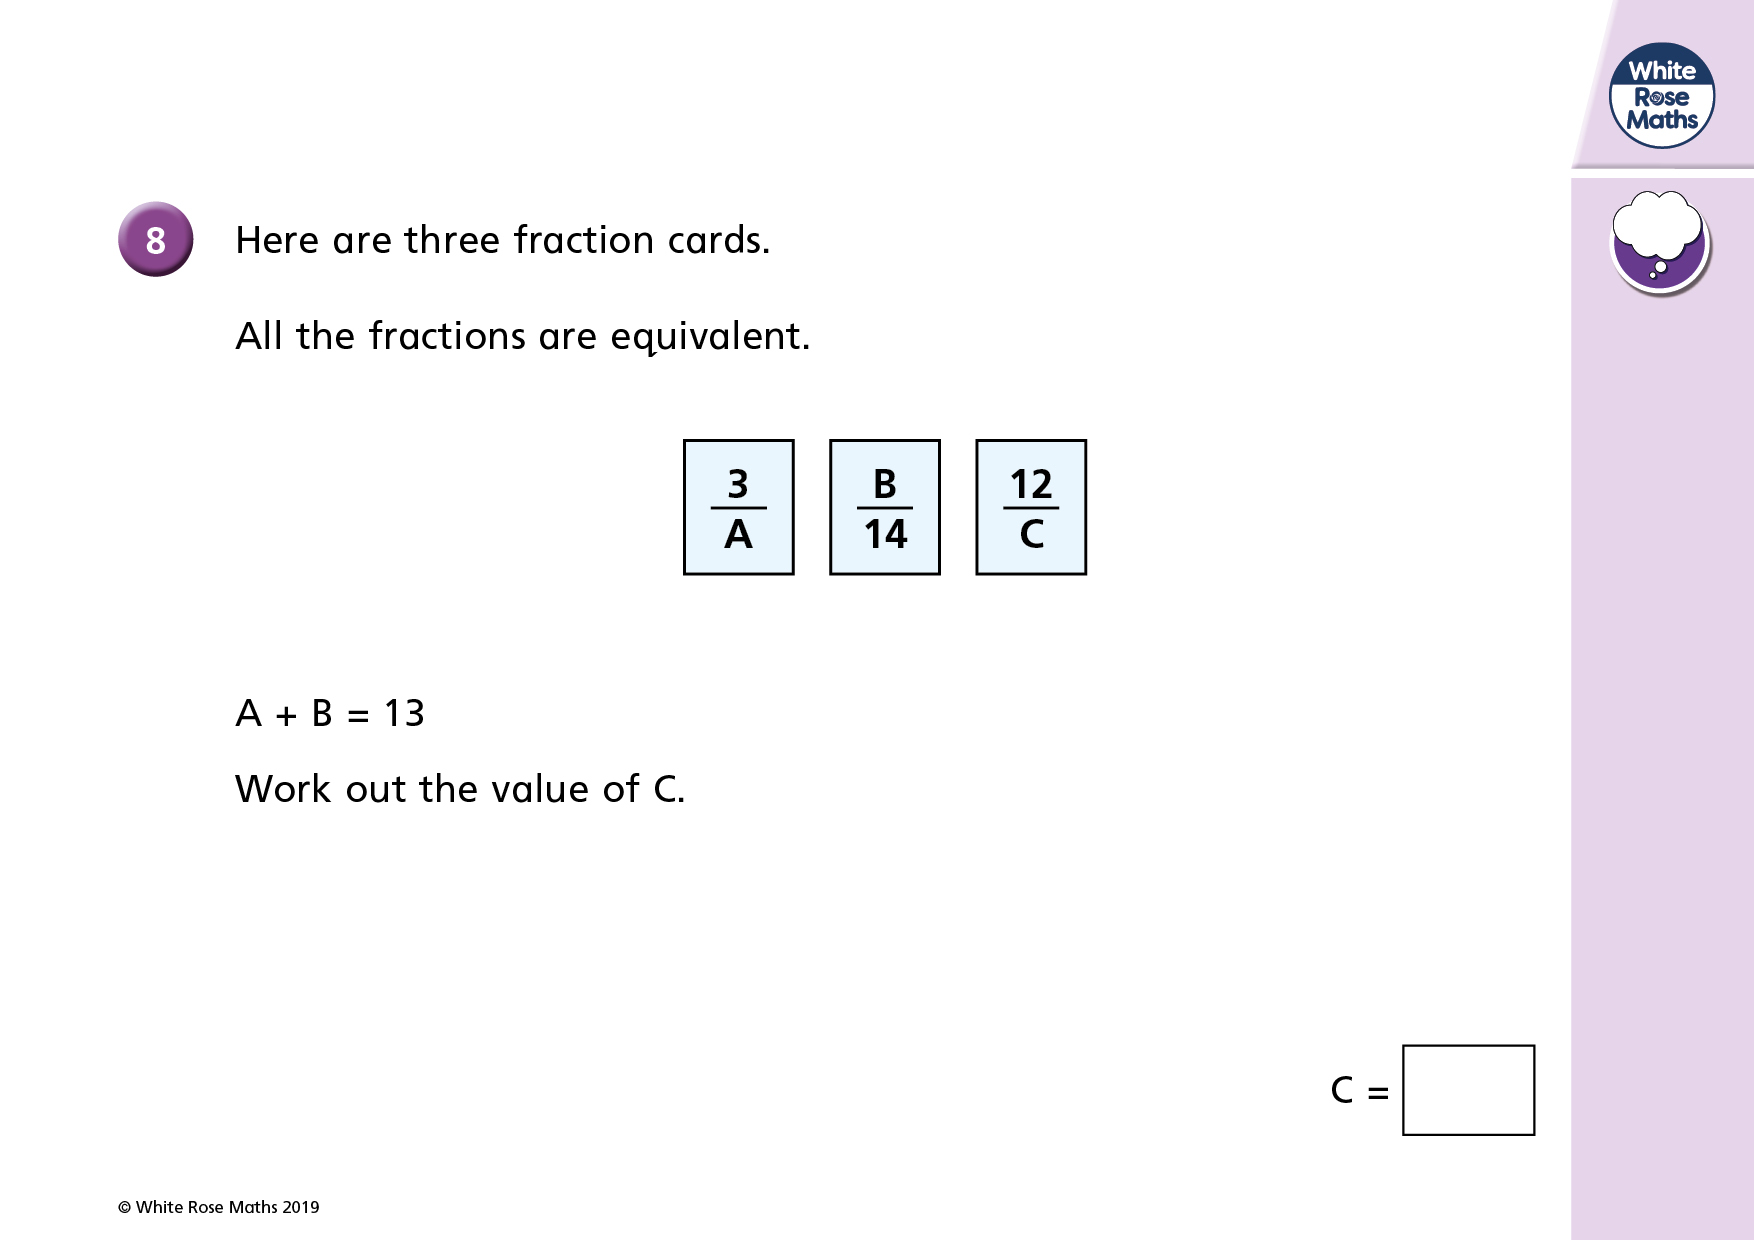 White
Rose
Maths
8 Here are three fraction cards.
All the fractions are equivalent.
3 B 12
A 14 C
A + B = 13
Work out the value of C.
C =
© White Rose Maths 2019